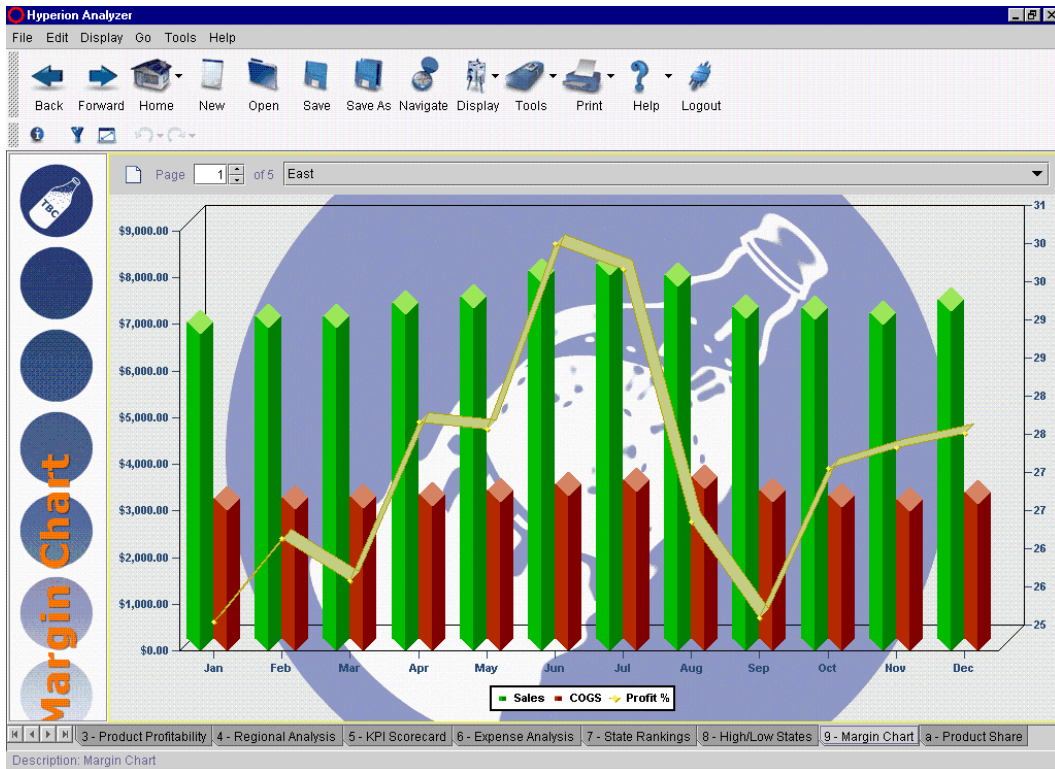 Hyperion Analyzer
File Edit Display Go Tools Help
Back Forward Home New Open Save Save As Navigate Display Tools Print Help Logout
TBC
Page 1 of 5 East
Margin Chart
$9,000.00
$8,000.00
$7,000.00
$6,000.00
$5,000.00
$4,000.00
$3,000.00
$2,000.00
$1,000.00
$0.00
31
30
30
29
29
28
28
27
27
26
26
25
Jan Feb Mar Apr May Jun Jul Aug Sep Oct Nov Dec
Sales COGS Profit %
3 - Product Profitability 4 - Regional Analysis 5 - KPI Scorecard 6 - Expense Analysis 7 - State Rankings 8 - High/Low States 9 - Margin Chart a - Product Share
Description: Margin Chart